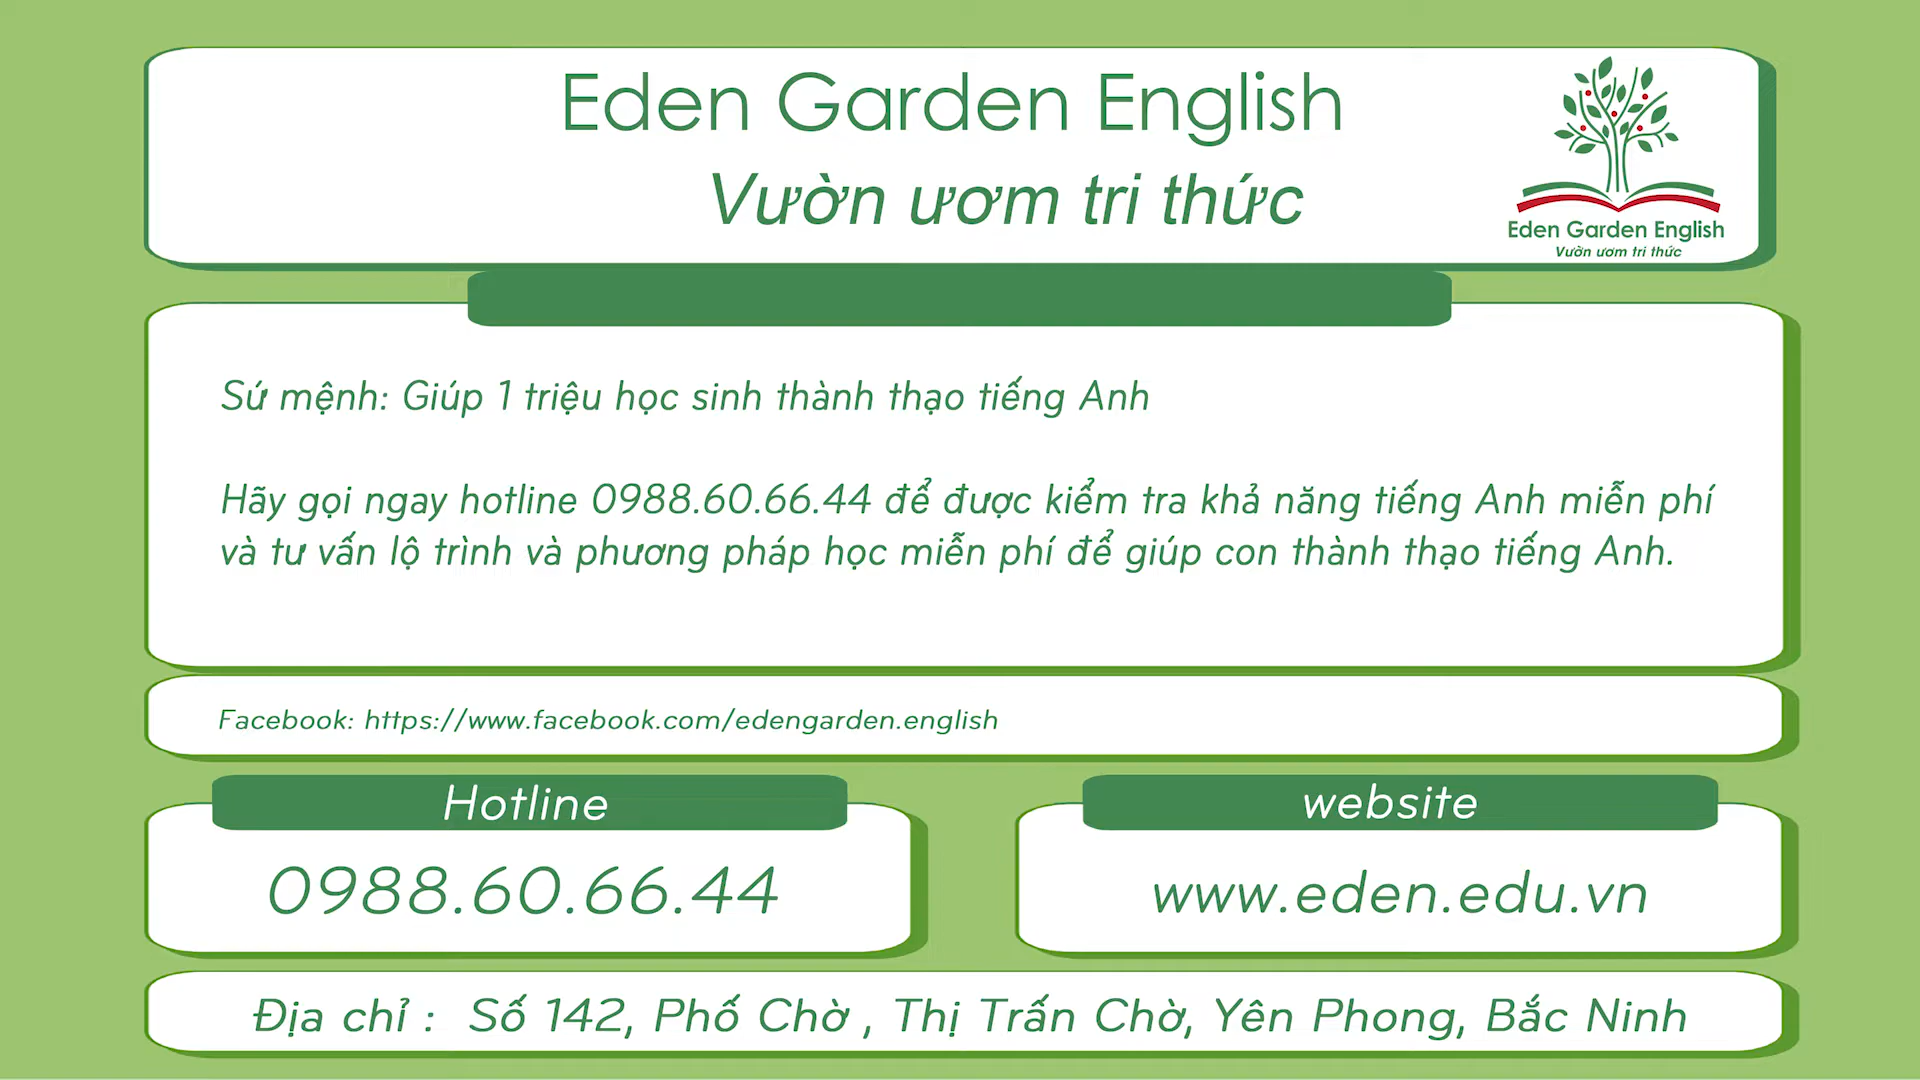 Eden Garden English
Vườn ươm tri thức
Eden Garden English
Vườn ươm tri thức
Sứ mệnh: Giúp 1 triệu học sinh thành thạo tiếng Anh
Hãy gọi ngay hotline 0988.60.66.44 để được kiểm tra khả năng tiếng Anh miễn phí
và tư vấn lộ trình và phương pháp học miễn phí để giúp con thành thạo tiếng Anh.
Facebook: https://www.facebook.com/edengarden.english
Hotline
0988.60.66.44
website
www.eden.edu.vn
Địa chỉ : Số 142, Phố Chờ , Thị Trấn Chờ, Yên Phong, Bắc Ninh